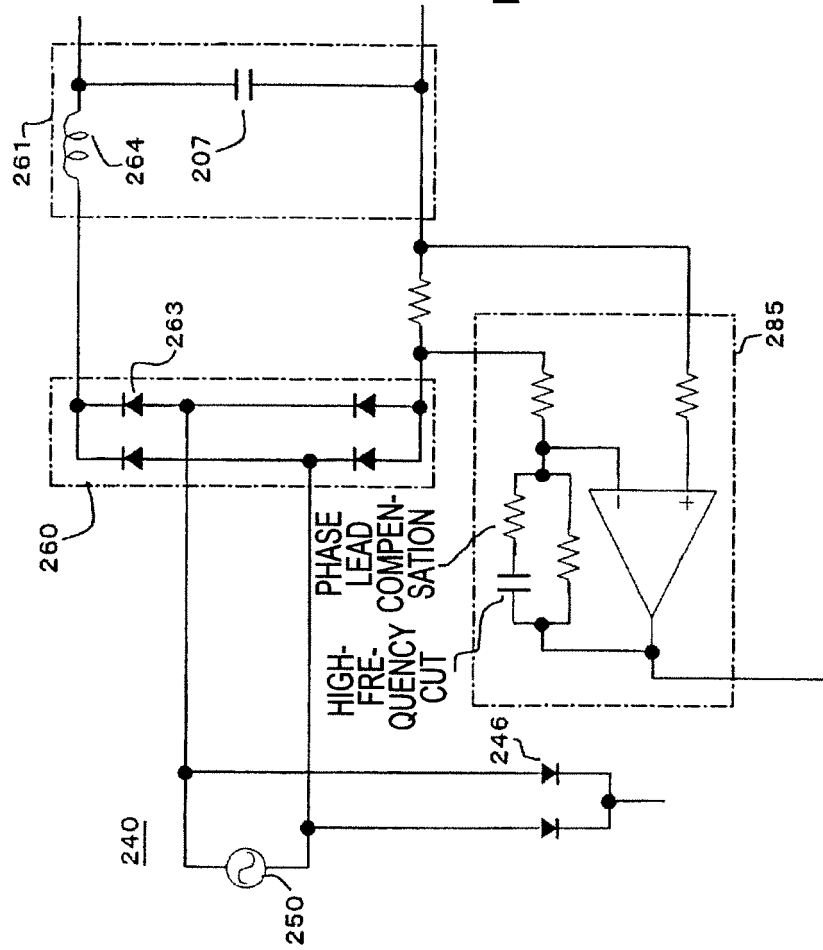 261
264
207
263
260
285
PHASE
LEAD
COMPEN-
SATION
HIGH-
FRE-
QUENCY
CUT
246
240
250
−
+